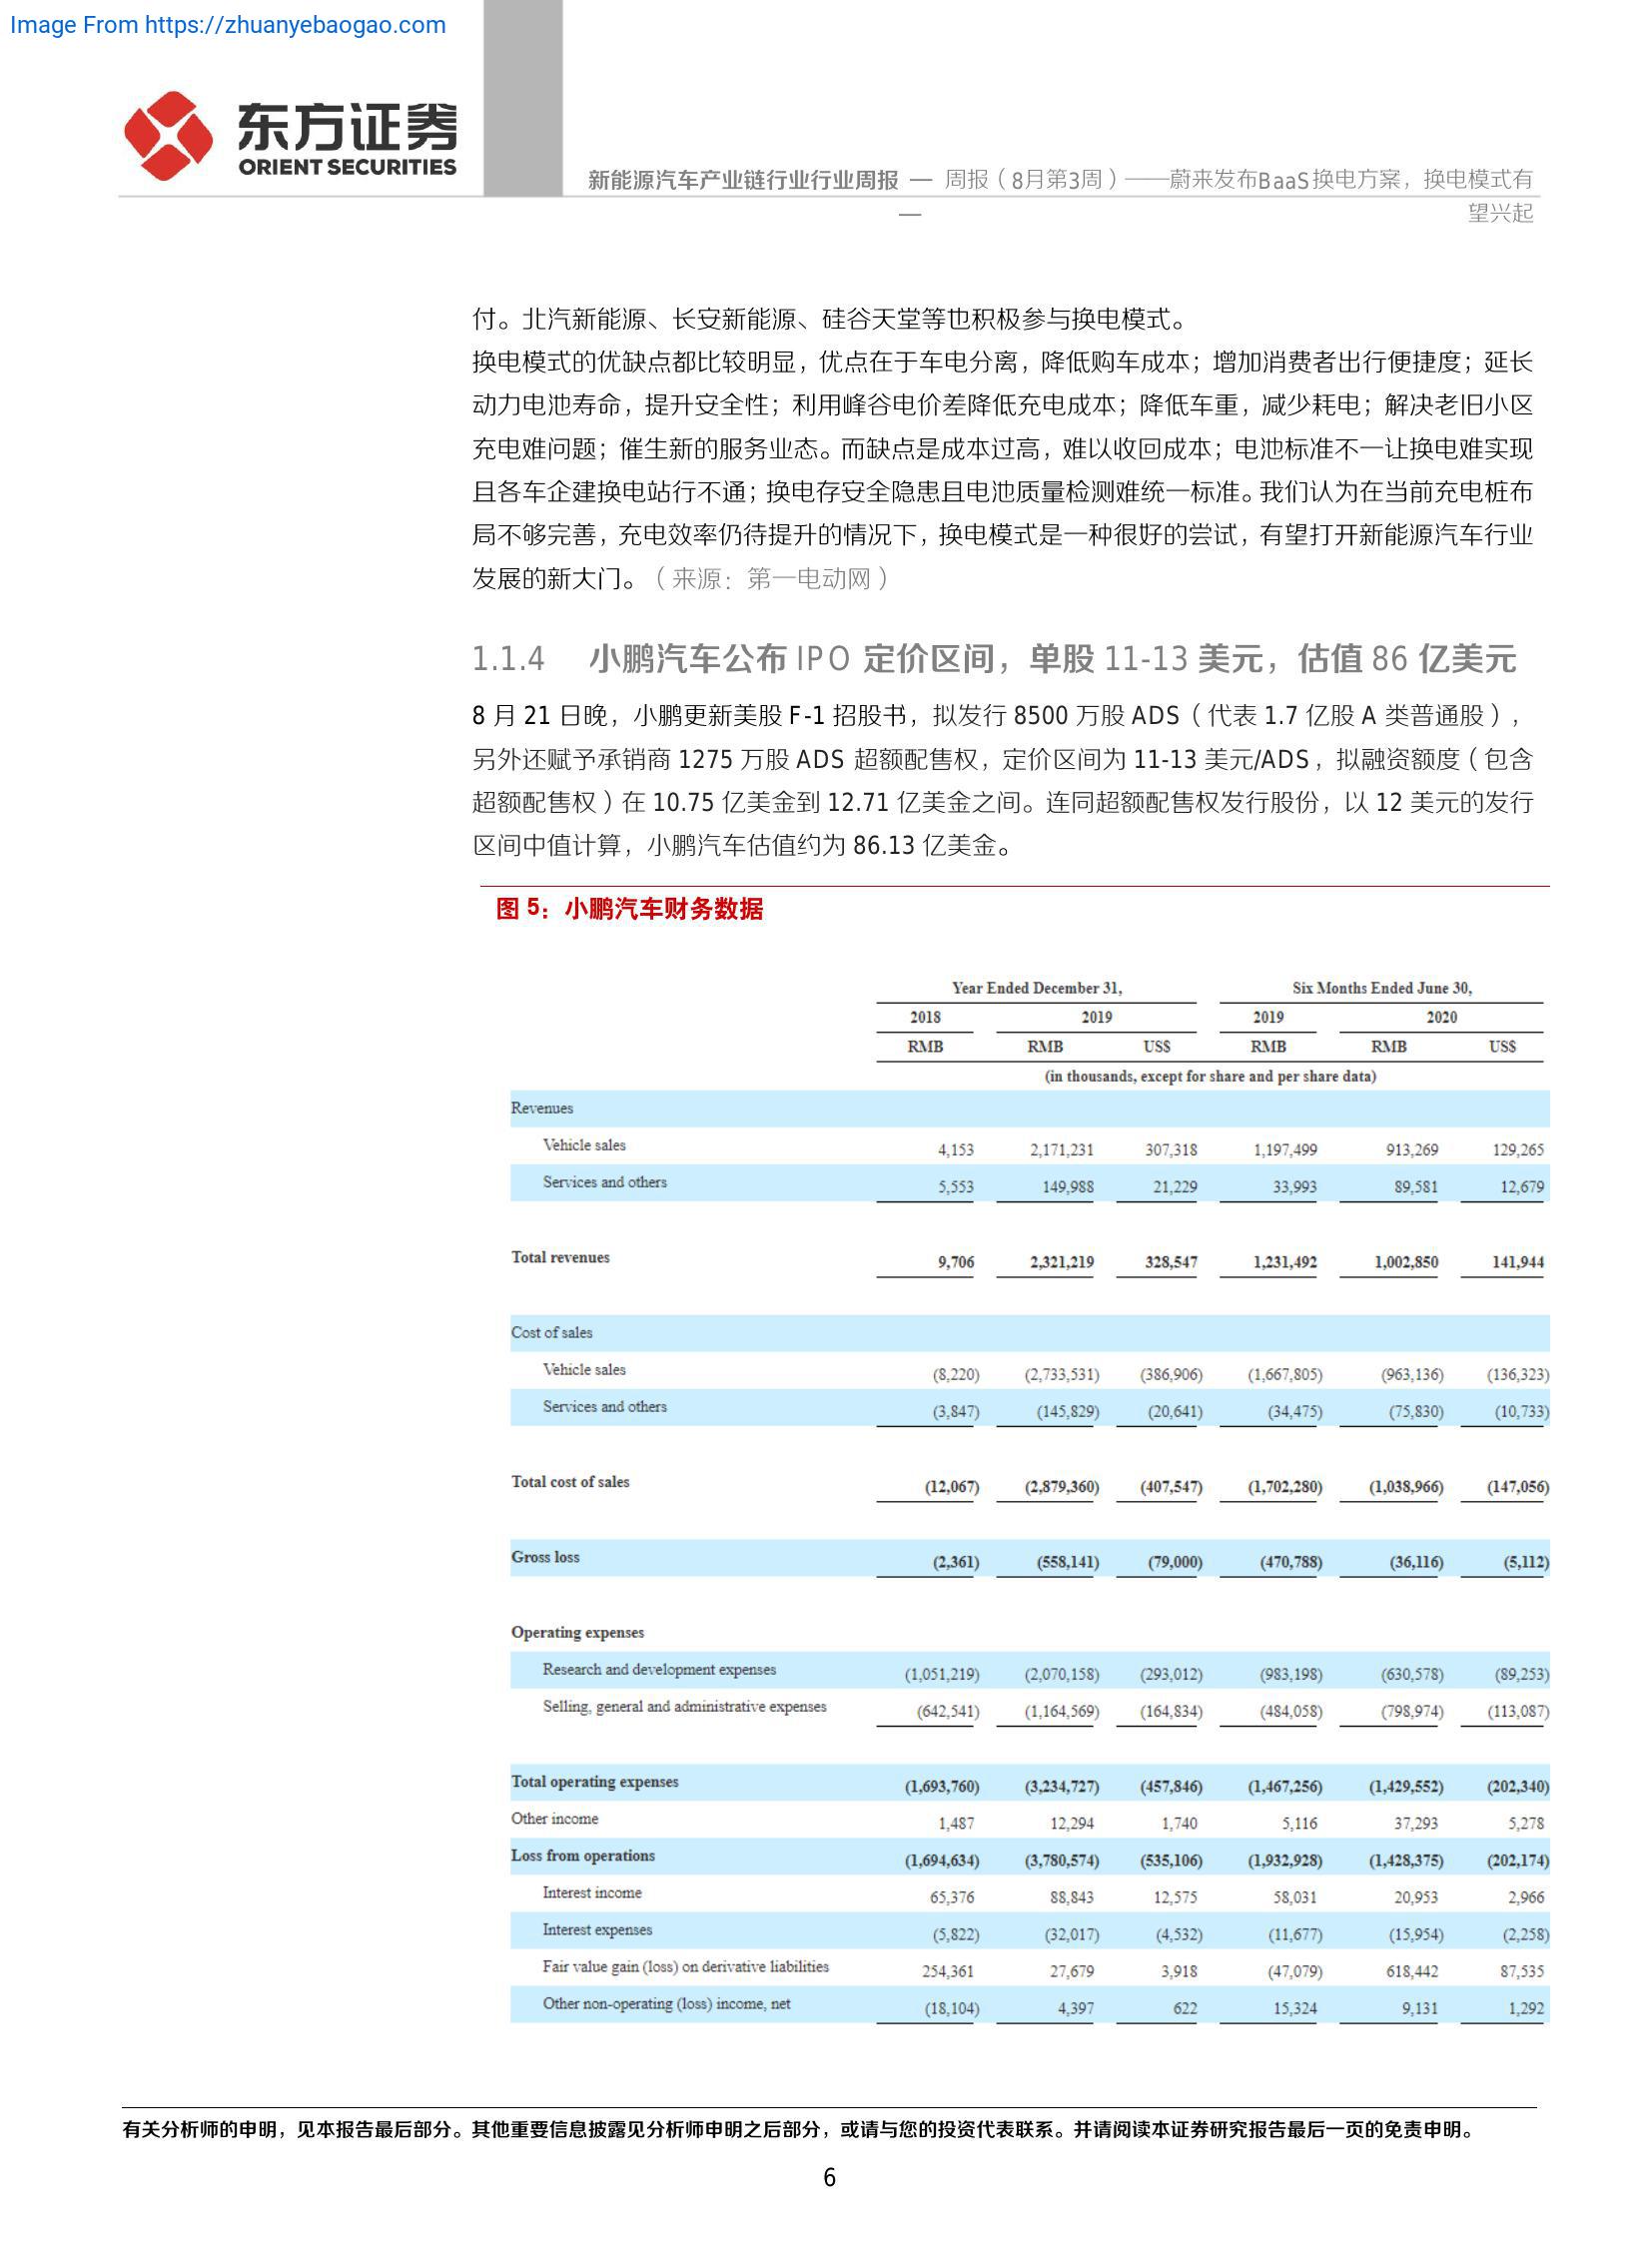 Image From https://zhuanyebaogao.com
东方证券
ORIENT SECURITIES
新能源汽车产业链行业行业周报 —— 周报（8月第3周）——蔚来发布BaaS换电方案，换电模式有望兴起
付。北汽新能源、长安新能源、硅谷天堂等也积极参与换电模式。
换电模式的优缺点都比较明显，优点在于车电分离，降低购车成本；增加消费者出行便捷度；延长
动力电池寿命，提升安全性；利用峰谷电价差降低充电成本；降低车重，减少耗电；解决老旧小区
充电难问题；催生新的服务业态。而缺点是成本过高，难以收回成本；电池标准不一让换电难实现
且各车企建换电站行不通；换电存安全隐患且电池质量检测难统一标准。我们认为在当前充电桩布
局不够完善，充电效率仍待提升的情况下，换电模式是一种很好的尝试，有望打开新能源汽车行业
发展的新大门。（来源：第一电动网）
1.1.4 小鹏汽车公布 IPO 定价区间，单股 11-13 美元，估值 86 亿美元
8 月 21 日晚，小鹏更新美股 F-1 招股书，拟发行 8500 万股 ADS（代表 1.7 亿股 A 类普通股），
另外还赋予承销商 1275 万股 ADS 超额配售权，定价区间为 11-13 美元/ADS，拟融资额度（包含
超额配售权）在 10.75 亿美金到 12.71 亿美金之间。连同超额配售权发行股份，以 12 美元的发行
区间中值计算，小鹏汽车估值约为 86.13 亿美金。
图 5：小鹏汽车财务数据
Year Ended December 31, Six Months Ended June 30,
2018 2019 2019 2020
RMB RMB US$ RMB RMB US$
(in thousands, except for share and per share data)
Revenues
Vehicle sales 4,153 2,171,231 307,318 1,197,499 913,269 129,265
Services and others 5,553 149,988 21,229 33,993 89,581 12,679
Total revenues 9,706 2,321,219 328,547 1,231,492 1,002,850 141,944
Cost of sales
Vehicle sales (8,220) (2,733,531) (386,906) (1,667,805) (963,136) (136,323)
Services and others (3,847) (145,829) (20,641) (34,475) (75,830) (10,733)
Total cost of sales (12,067) (2,879,360) (407,547) (1,702,280) (1,038,966) (147,056)
Gross loss (2,361) (558,141) (79,000) (470,788) (36,116) (5,112)
Operating expenses
Research and development expenses (1,051,219) (2,070,158) (293,012) (983,198) (630,578) (89,253)
Selling, general and administrative expenses (642,541) (1,164,569) (164,834) (484,058) (798,974) (113,087)
Total operating expenses (1,693,760) (3,234,727) (457,846) (1,467,256) (1,429,552) (202,340)
Other income 1,487 12,294 1,740 5,116 37,293 5,278
Loss from operations (1,694,634) (3,780,574) (535,106) (1,932,928) (1,428,375) (202,174)
Interest income 65,376 88,843 12,575 58,031 20,953 2,966
Interest expenses (5,822) (32,017) (4,532) (11,677) (15,954) (2,258)
Fair value gain (loss) on derivative liabilities 254,361 27,679 3,918 (47,079) 618,442 87,535
Other non-operating (loss) income, net (18,104) 4,397 622 15,324 9,131 1,292
有关分析师的申明，见本报告最后部分。其他重要信息披露见分析师申明之后部分，或请与您的投资代表联系。并请阅读本证券研究报告最后一页的免责申明。
6